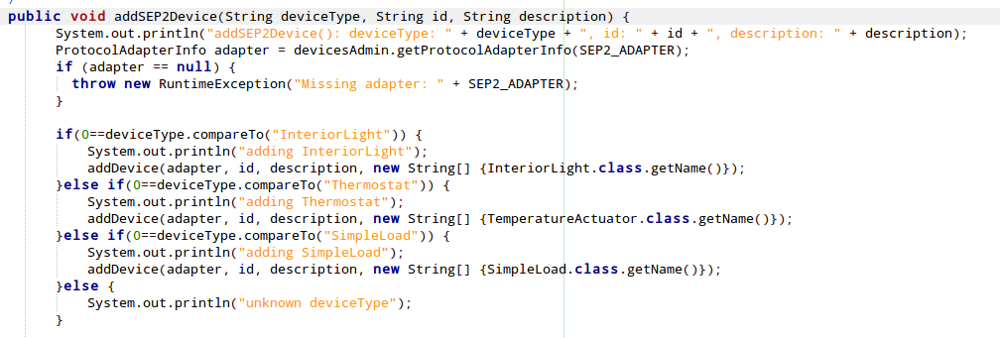 public void addSEP2Device(String deviceType, String id, String description) {
System.out.println("addSEP2Device(): deviceType: " + deviceType + ", id: " + id + ", description: " + description);
ProtocolAdapterInfo adapter = devicesAdmin.getProtocolAdapterInfo(SEP2_ADAPTER);
if (adapter == null) {
throw new RuntimeException("Missing adapter: " + SEP2_ADAPTER);
}
if(0==deviceType.compareTo("InteriorLight")) {
System.out.println("adding InteriorLight");
addDevice(adapter, id, description, new String[] {InteriorLight.class.getName()});
}else if(0==deviceType.compareTo("Thermostat")) {
System.out.println("adding Thermostat");
addDevice(adapter, id, description, new String[] {TemperatureActuator.class.getName()});
}else if(0==deviceType.compareTo("SimpleLoad")) {
System.out.println("adding SimpleLoad");
addDevice(adapter, id, description, new String[] {SimpleLoad.class.getName()});
}else {
System.out.println("unknown deviceType");
}